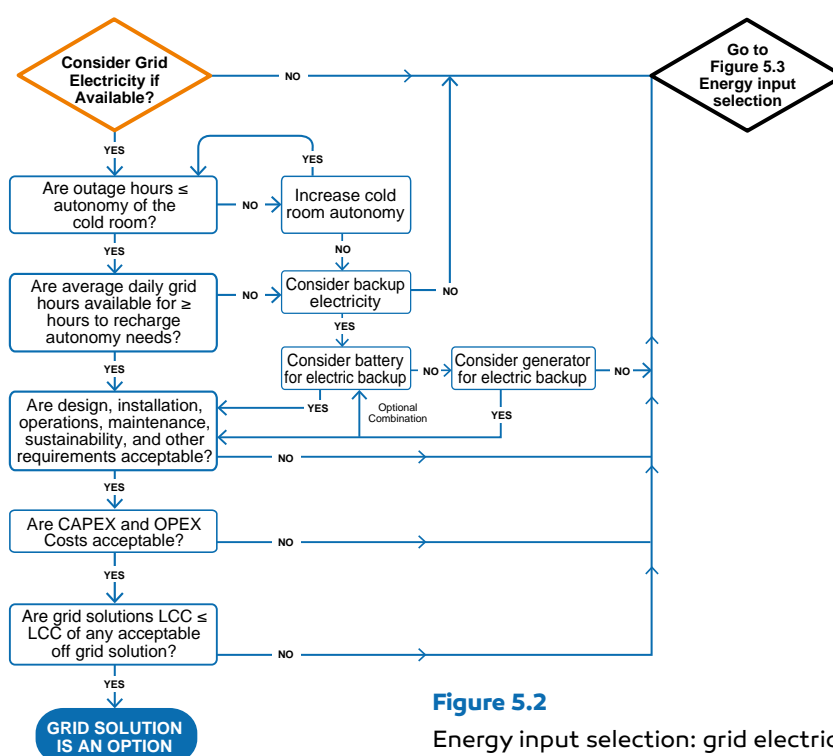 Consider Grid
Electricity if
Available?
NO
Go to
Figure 5.3
Energy input
selection
YES
YES
Are outage hours ≤
autonomy of the
cold room?
NO
Increase cold
room autonomy
YES
NO
Are average daily grid
hours available for ≥
hours to recharge
autonomy needs?
NO
Consider backup
electricity
NO
YES
YES
Consider battery
for electric backup
NO
Consider generator
for electric backup
NO
YES
Optional
Combination
YES
Are design, installation,
operations, maintenance,
sustainability, and other
requirements acceptable?
NO
YES
Are CAPEX and OPEX
Costs acceptable?
NO
YES
Are grid solutions LCC ≤
LCC of any acceptable
off grid solution?
NO
YES
GRID SOLUTION
IS AN OPTION
Figure 5.2
Energy input selection: grid electric